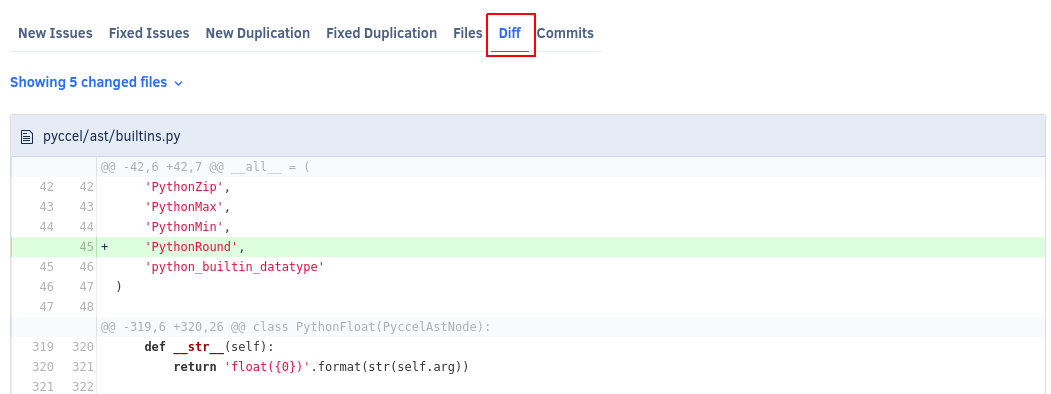 New Issues Fixed Issues New Duplication Fixed Duplication Files Diff Commits
Showing 5 changed files
pyccel/ast/builtins.py
@@ -42,6 +42,7 @@ __all__ = (
42 42 'PythonZip',
43 43 'PythonMax',
44 44 'PythonMin',
45 + 'PythonRound',
45 46 'python_builtin_datatype'
46 47 )
47 48
@@ -319,6 +320,26 @@ class PythonFloat(PyccelAstNode):
319 320 def __str__(self):
320 321 return 'float({0})'.format(str(self.arg))
321 322